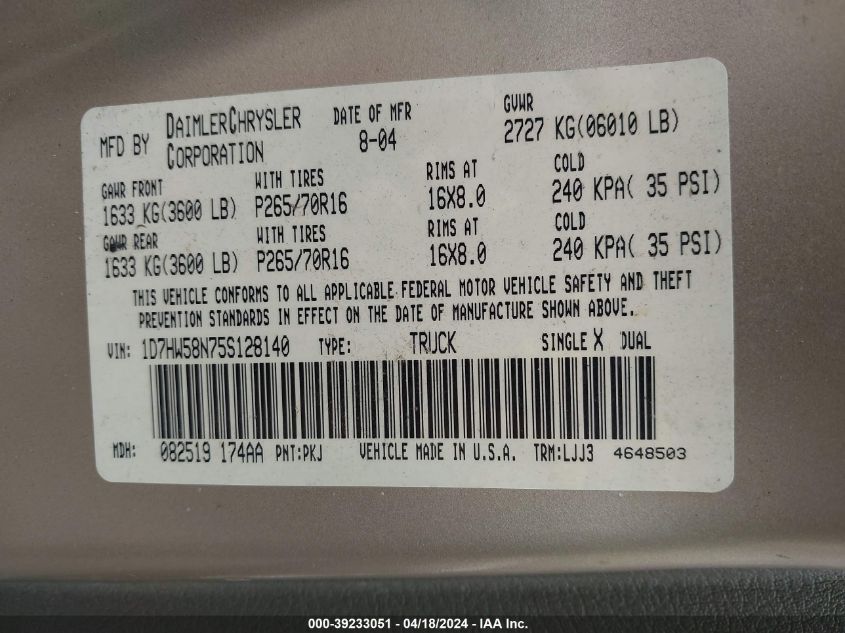 MFD BY DAIMLERCHRYSLER CORPORATION DATE OF MFR 8-04 GVWR 2727 KG(06010 LB)
GAWR FRONT WITH TIRES RIMS AT COLD
1633 KG(3600 LB) P265/70R16 16X8.0 240 KPA( 35 PSI)
GAWR REAR WITH TIRES RIMS AT COLD
1633 KG(3600 LB) P265/70R16 16X8.0 240 KPA( 35 PSI)
THIS VEHICLE CONFORMS TO ALL APPLICABLE FEDERAL MOTOR VEHICLE SAFETY AND THEFT
PREVENTION STANDARDS IN EFFECT ON THE DATE OF MANUFACTURE SHOWN ABOVE.
VIN: 1D7HW58N75S128140 TYPE: TRUCK SINGLE X DUAL
MDH: 082519 174AA PNT:PKJ VEHICLE MADE IN U.S.A. TRM:LJJ3 4648503
000-39233051 - 04/18/2024 - IAA Inc.